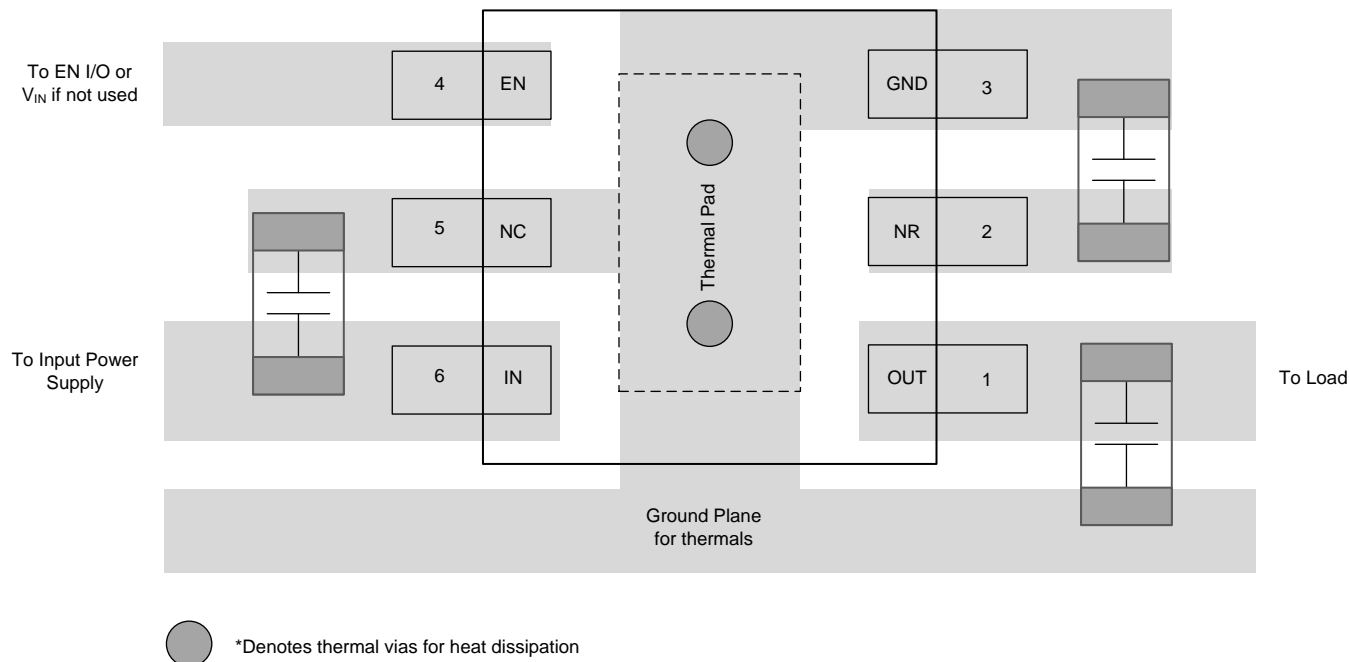 To EN I/O or
V_IN if not used
4
EN
GND
3
5
NC
Thermal Pad
NR
2
To Input Power
Supply
6
IN
OUT
1
To Load
Ground Plane
for thermals
*Denotes thermal vias for heat dissipation